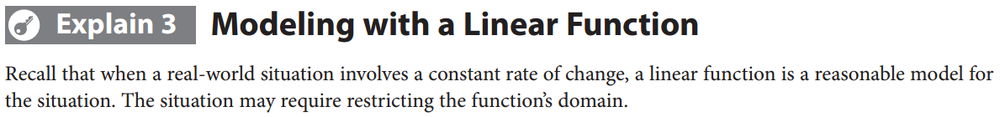 Explain 3 Modeling with a Linear Function
Recall that when a real-world situation involves a constant rate of change, a linear function is a reasonable model for
the situation. The situation may require restricting the function’s domain.